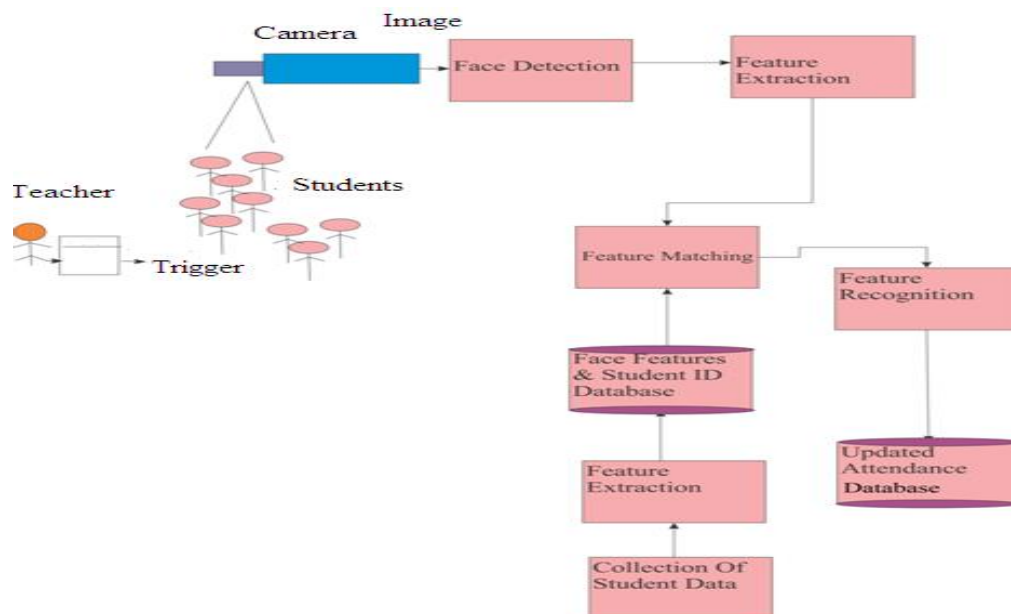 Image
Camera
Face Detection
Feature
Extraction
Students
Teacher
Trigger
Feature Matching
Feature
Recognition
Face Features
& Student ID
Database
Updated
Attendance
Database
Feature
Extraction
Collection Of
Student Data